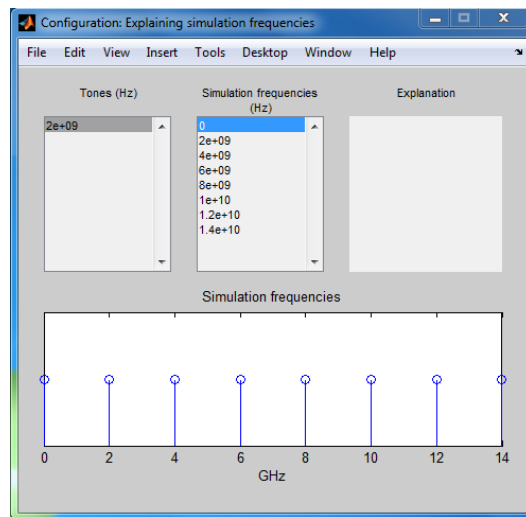 Configuration: Explaining simulation frequencies
File Edit View Insert Tools Desktop Window Help
Tones (Hz)
2e+09
Simulation frequencies
(Hz)
0
2e+09
4e+09
6e+09
8e+09
1e+10
1.2e+10
1.4e+10
Explanation
Simulation frequencies
0 2 4 6 8 10 12 14
GHz